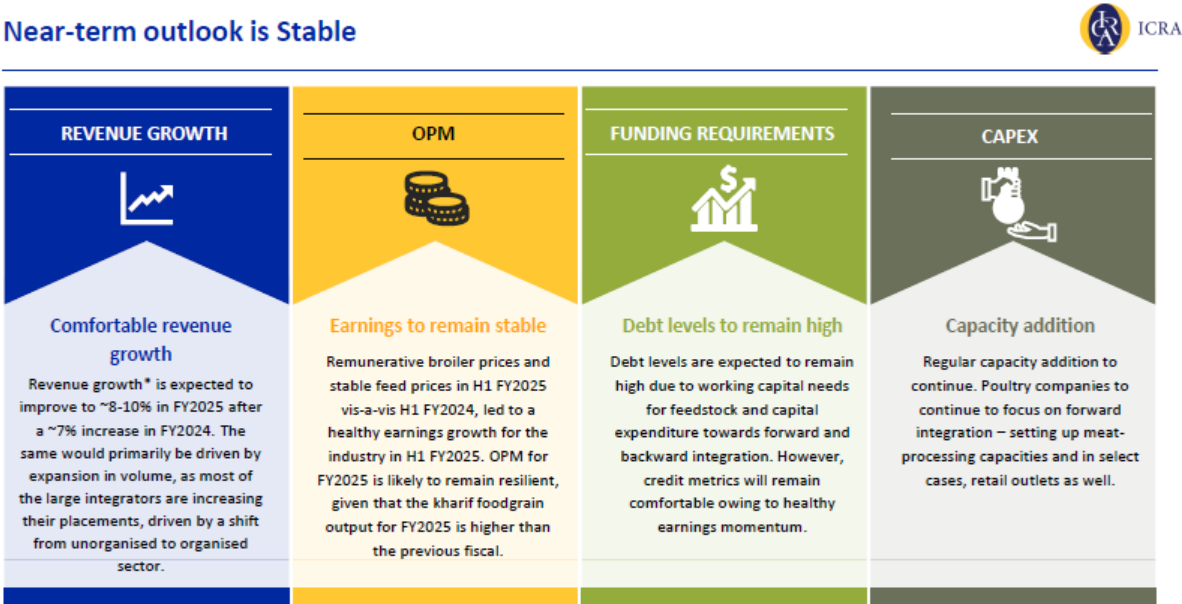 Near-term outlook is Stable
ICRA
ICRA
REVENUE GROWTH
Comfortable revenue
growth
Revenue growth* is expected to
improve to ~8-10% in FY2025 after
a ~7% increase in FY2024. The
same would primarily be driven by
expansion in volume, as most of
the large integrators are increasing
their placements, driven by a shift
from unorganised to organised
sector.
OPM
Earnings to remain stable
Remunerative broiler prices and
stable feed prices in H1 FY2025
vis-a-vis H1 FY2024, led to a
healthy earnings growth for the
industry in H1 FY2025. OPM for
FY2025 is likely to remain resilient,
given that the kharif foodgrain
output for FY2025 is higher than
the previous fiscal.
FUNDING REQUIREMENTS
$
Debt levels to remain high
Debt levels are expected to remain
high due to working capital needs
for feedstock and capital
expenditure towards forward and
backward integration. However,
credit metrics will remain
comfortable owing to healthy
earnings momentum.
CAPEX
Capacity addition
Regular capacity addition to
continue. Poultry companies to
continue to focus on forward
integration – setting up meat-
processing capacities and in select
cases, retail outlets as well.